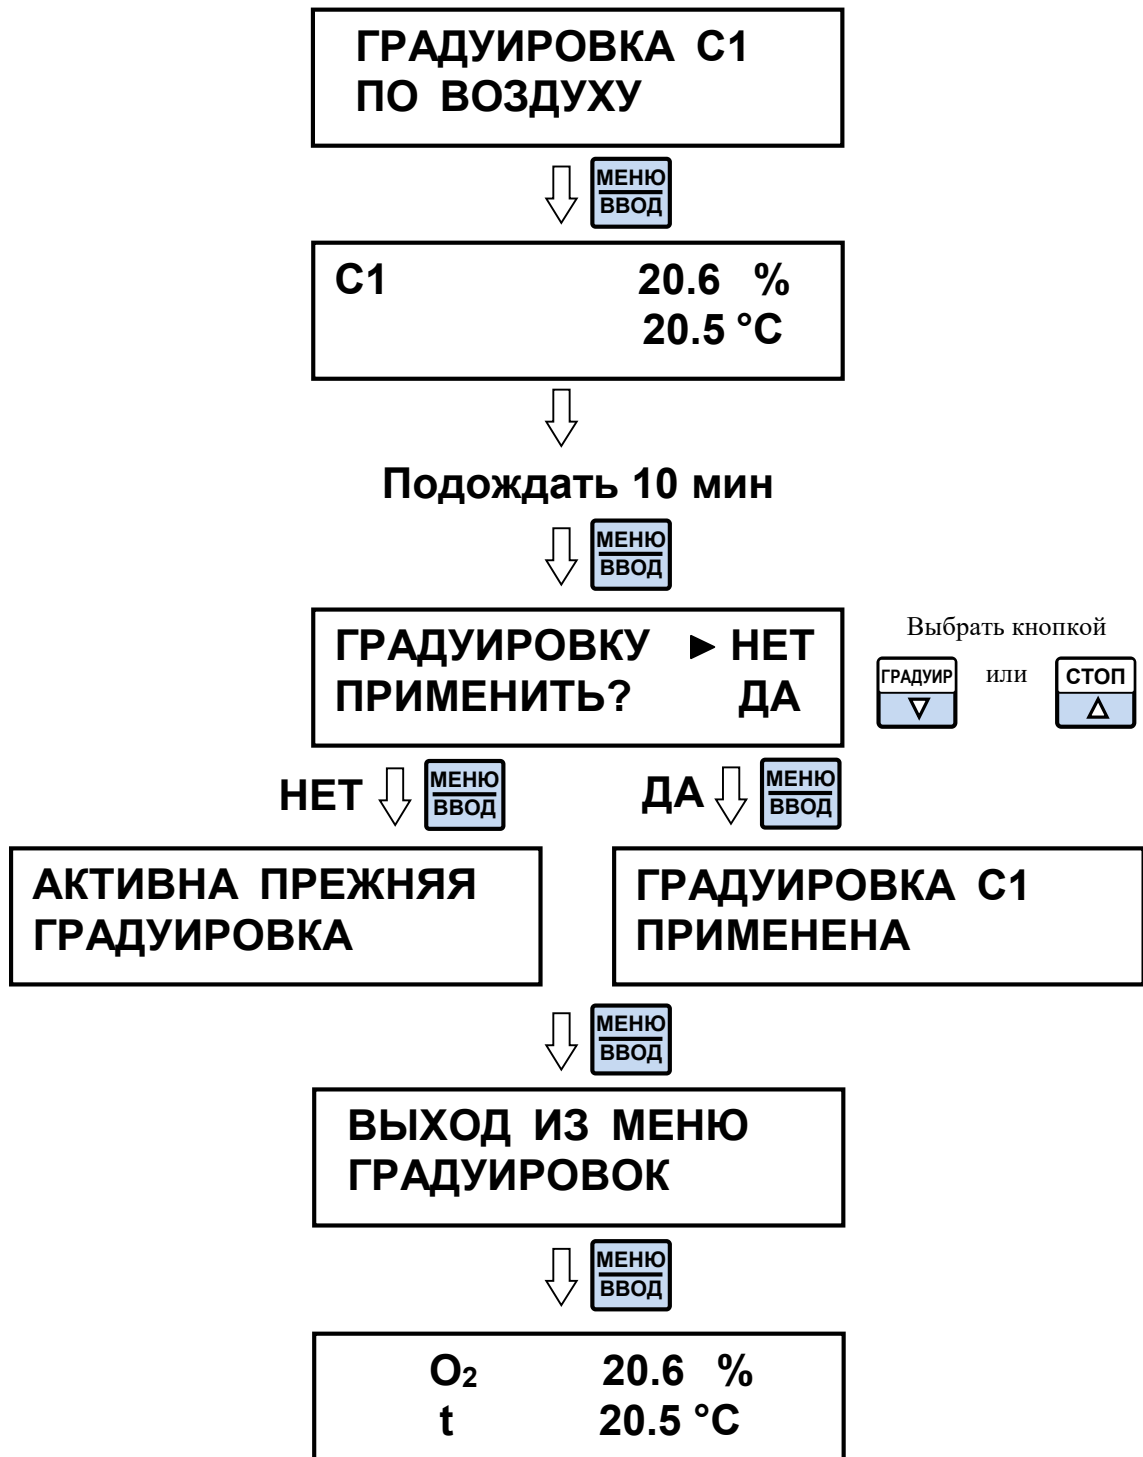 ГРАДУИРОВКА С1
ПО ВОЗДУХУ
МЕНЮ
ВВОД
С1 20.6 %
20.5 °С
Подождать 10 мин
МЕНЮ
ВВОД
ГРАДУИРОВКУ ► НЕТ
ПРИМЕНИТЬ? ДА
Выбрать кнопкой
ГРАДУИР
▽
или
СТОП
△
НЕТ
МЕНЮ
ВВОД
ДА
МЕНЮ
ВВОД
АКТИВНА ПРЕЖНЯЯ
ГРАДУИРОВКА
ГРАДУИРОВКА С1
ПРИМЕНЕНА
МЕНЮ
ВВОД
ВЫХОД ИЗ МЕНЮ
ГРАДУИРОВОК
МЕНЮ
ВВОД
O₂ 20.6 %
t 20.5 °С